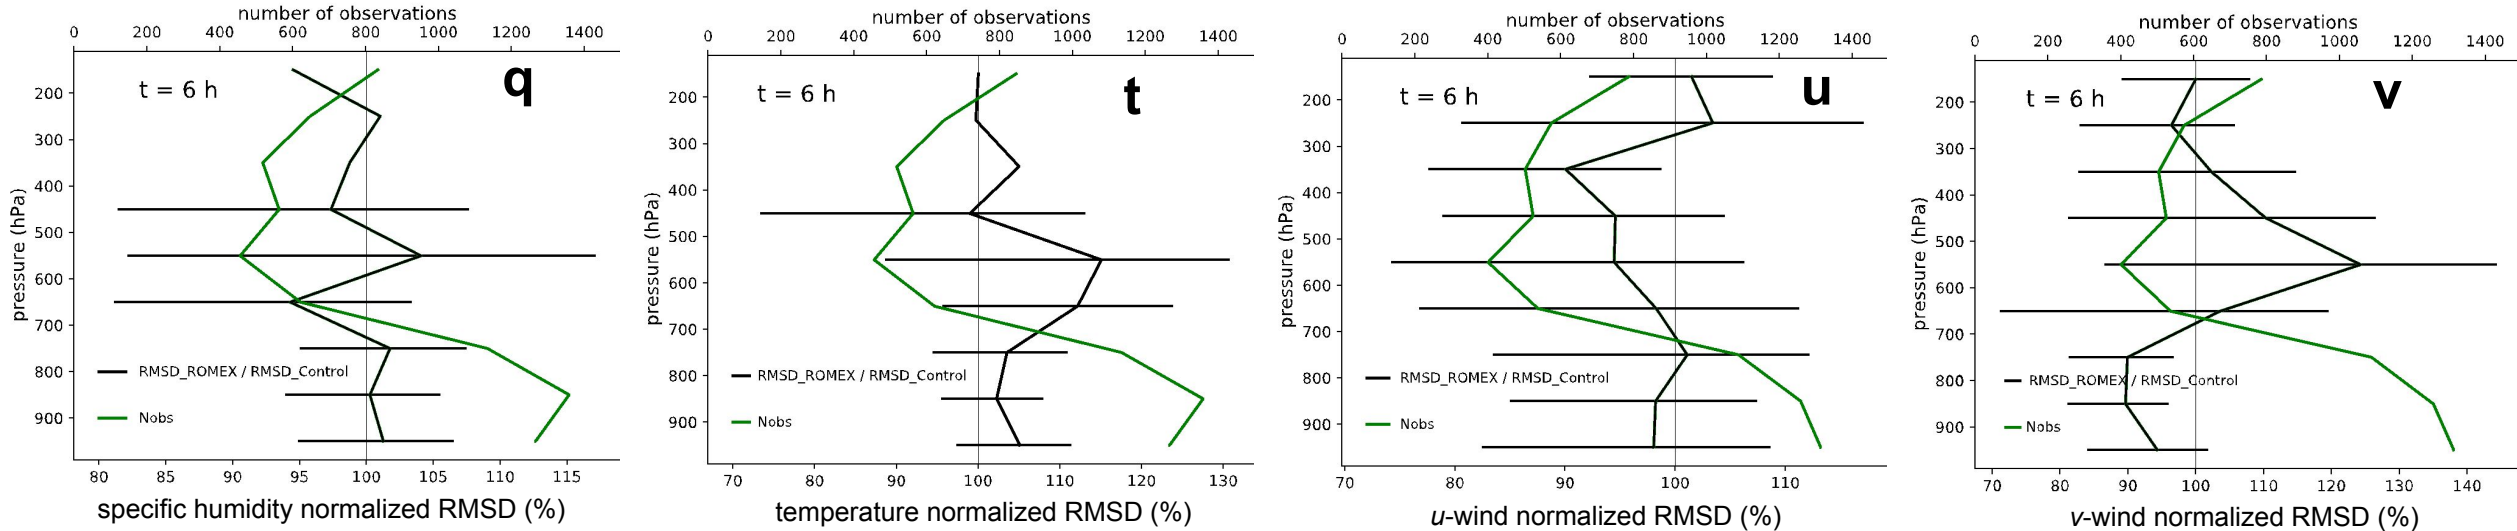 number of observations
0 200 400 600 800 1000 1200 1400
t = 6 h
q
pressure (hPa)
200
300
400
500
600
700
800
900
RMSD_ROMEX / RMSD_Control
Nobs
80 85 90 95 100 105 110 115
specific humidity normalized RMSD (%)
number of observations
0 200 400 600 800 1000 1200 1400
t = 6 h
t
pressure (hPa)
200
300
400
500
600
700
800
900
RMSD_ROMEX / RMSD_Control
Nobs
70 80 90 100 110 120 130
temperature normalized RMSD (%)
number of observations
0 200 400 600 800 1000 1200 1400
t = 6 h
u
pressure (hPa)
200
300
400
500
600
700
800
900
RMSD_ROMEX / RMSD_Control
Nobs
70 80 90 100 110
u-wind normalized RMSD (%)
number of observations
0 200 400 600 800 1000 1200 1400
t = 6 h
v
pressure (hPa)
200
300
400
500
600
700
800
900
RMSD_ROMEX / RMSD_Control
Nobs
70 80 90 100 110 120 130 140
v-wind normalized RMSD (%)